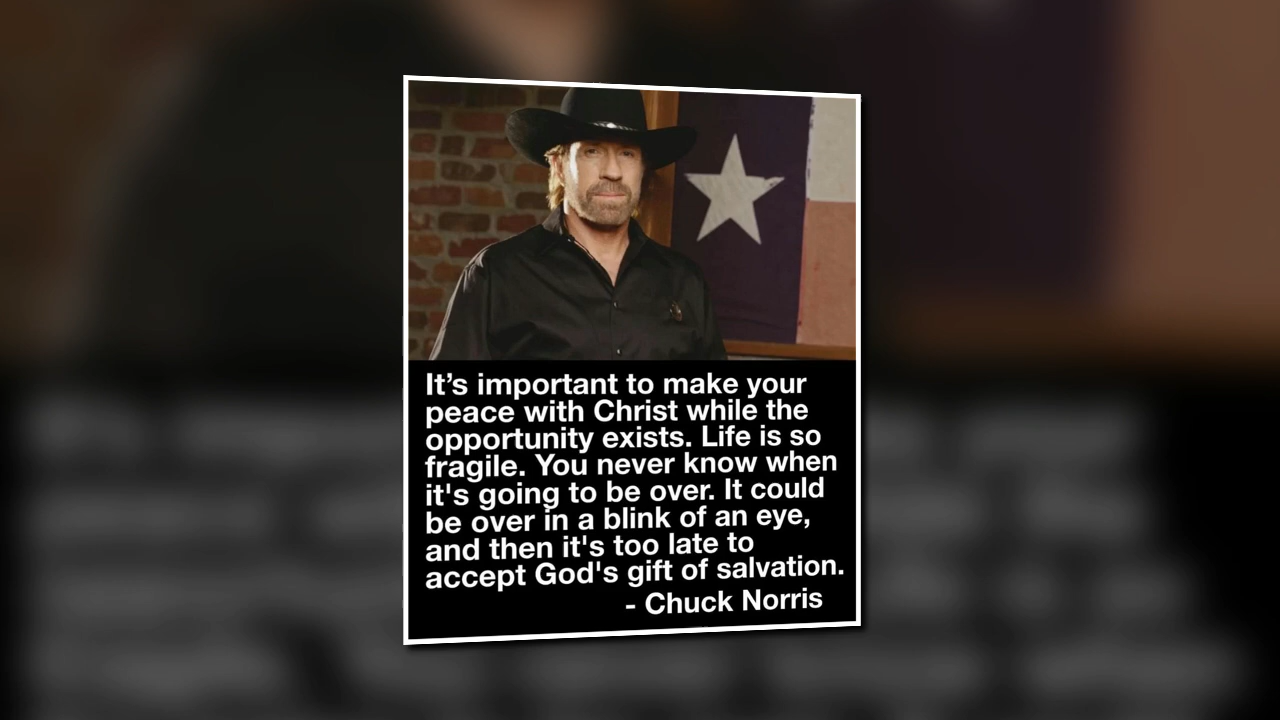 It’s important to make your
peace with Christ while the
opportunity exists. Life is so
fragile. You never know when
it's going to be over. It could
be over in a blink of an eye,
and then it's too late to
accept God's gift of salvation.
- Chuck Norris